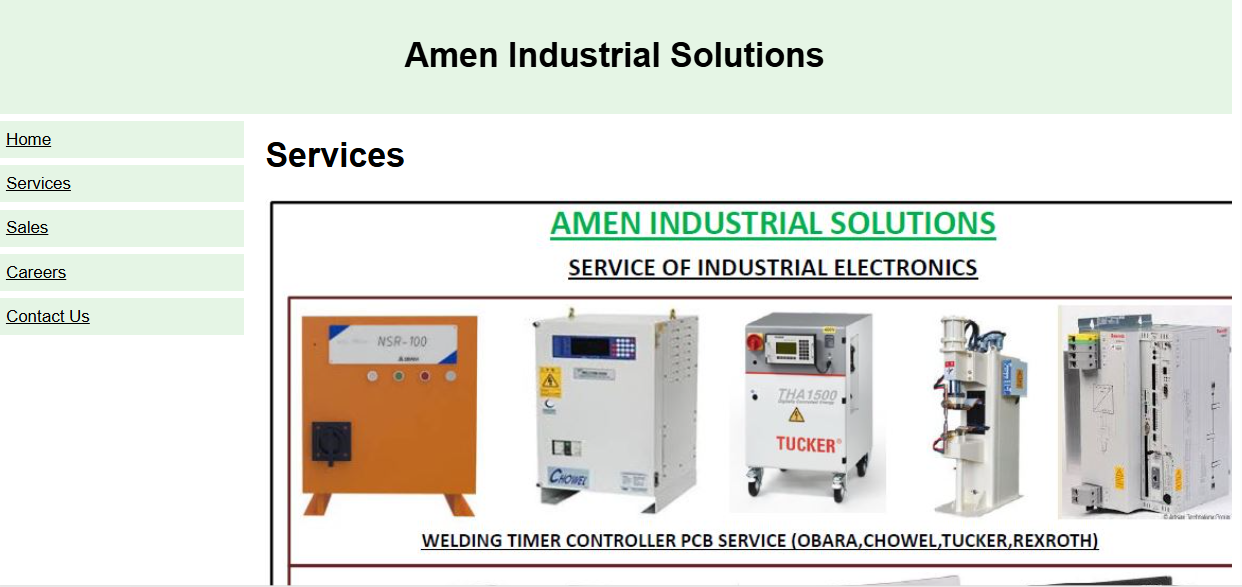 Amen Industrial Solutions
Home
Services
Sales
Careers
Contact Us
Services
AMEN INDUSTRIAL SOLUTIONS
SERVICE OF INDUSTRIAL ELECTRONICS
NSR-100
CHOWEL
THA1500
TUCKER®
WELDING TIMER CONTROLLER PCB SERVICE (OBARA,CHOWEL,TUCKER,REXROTH)